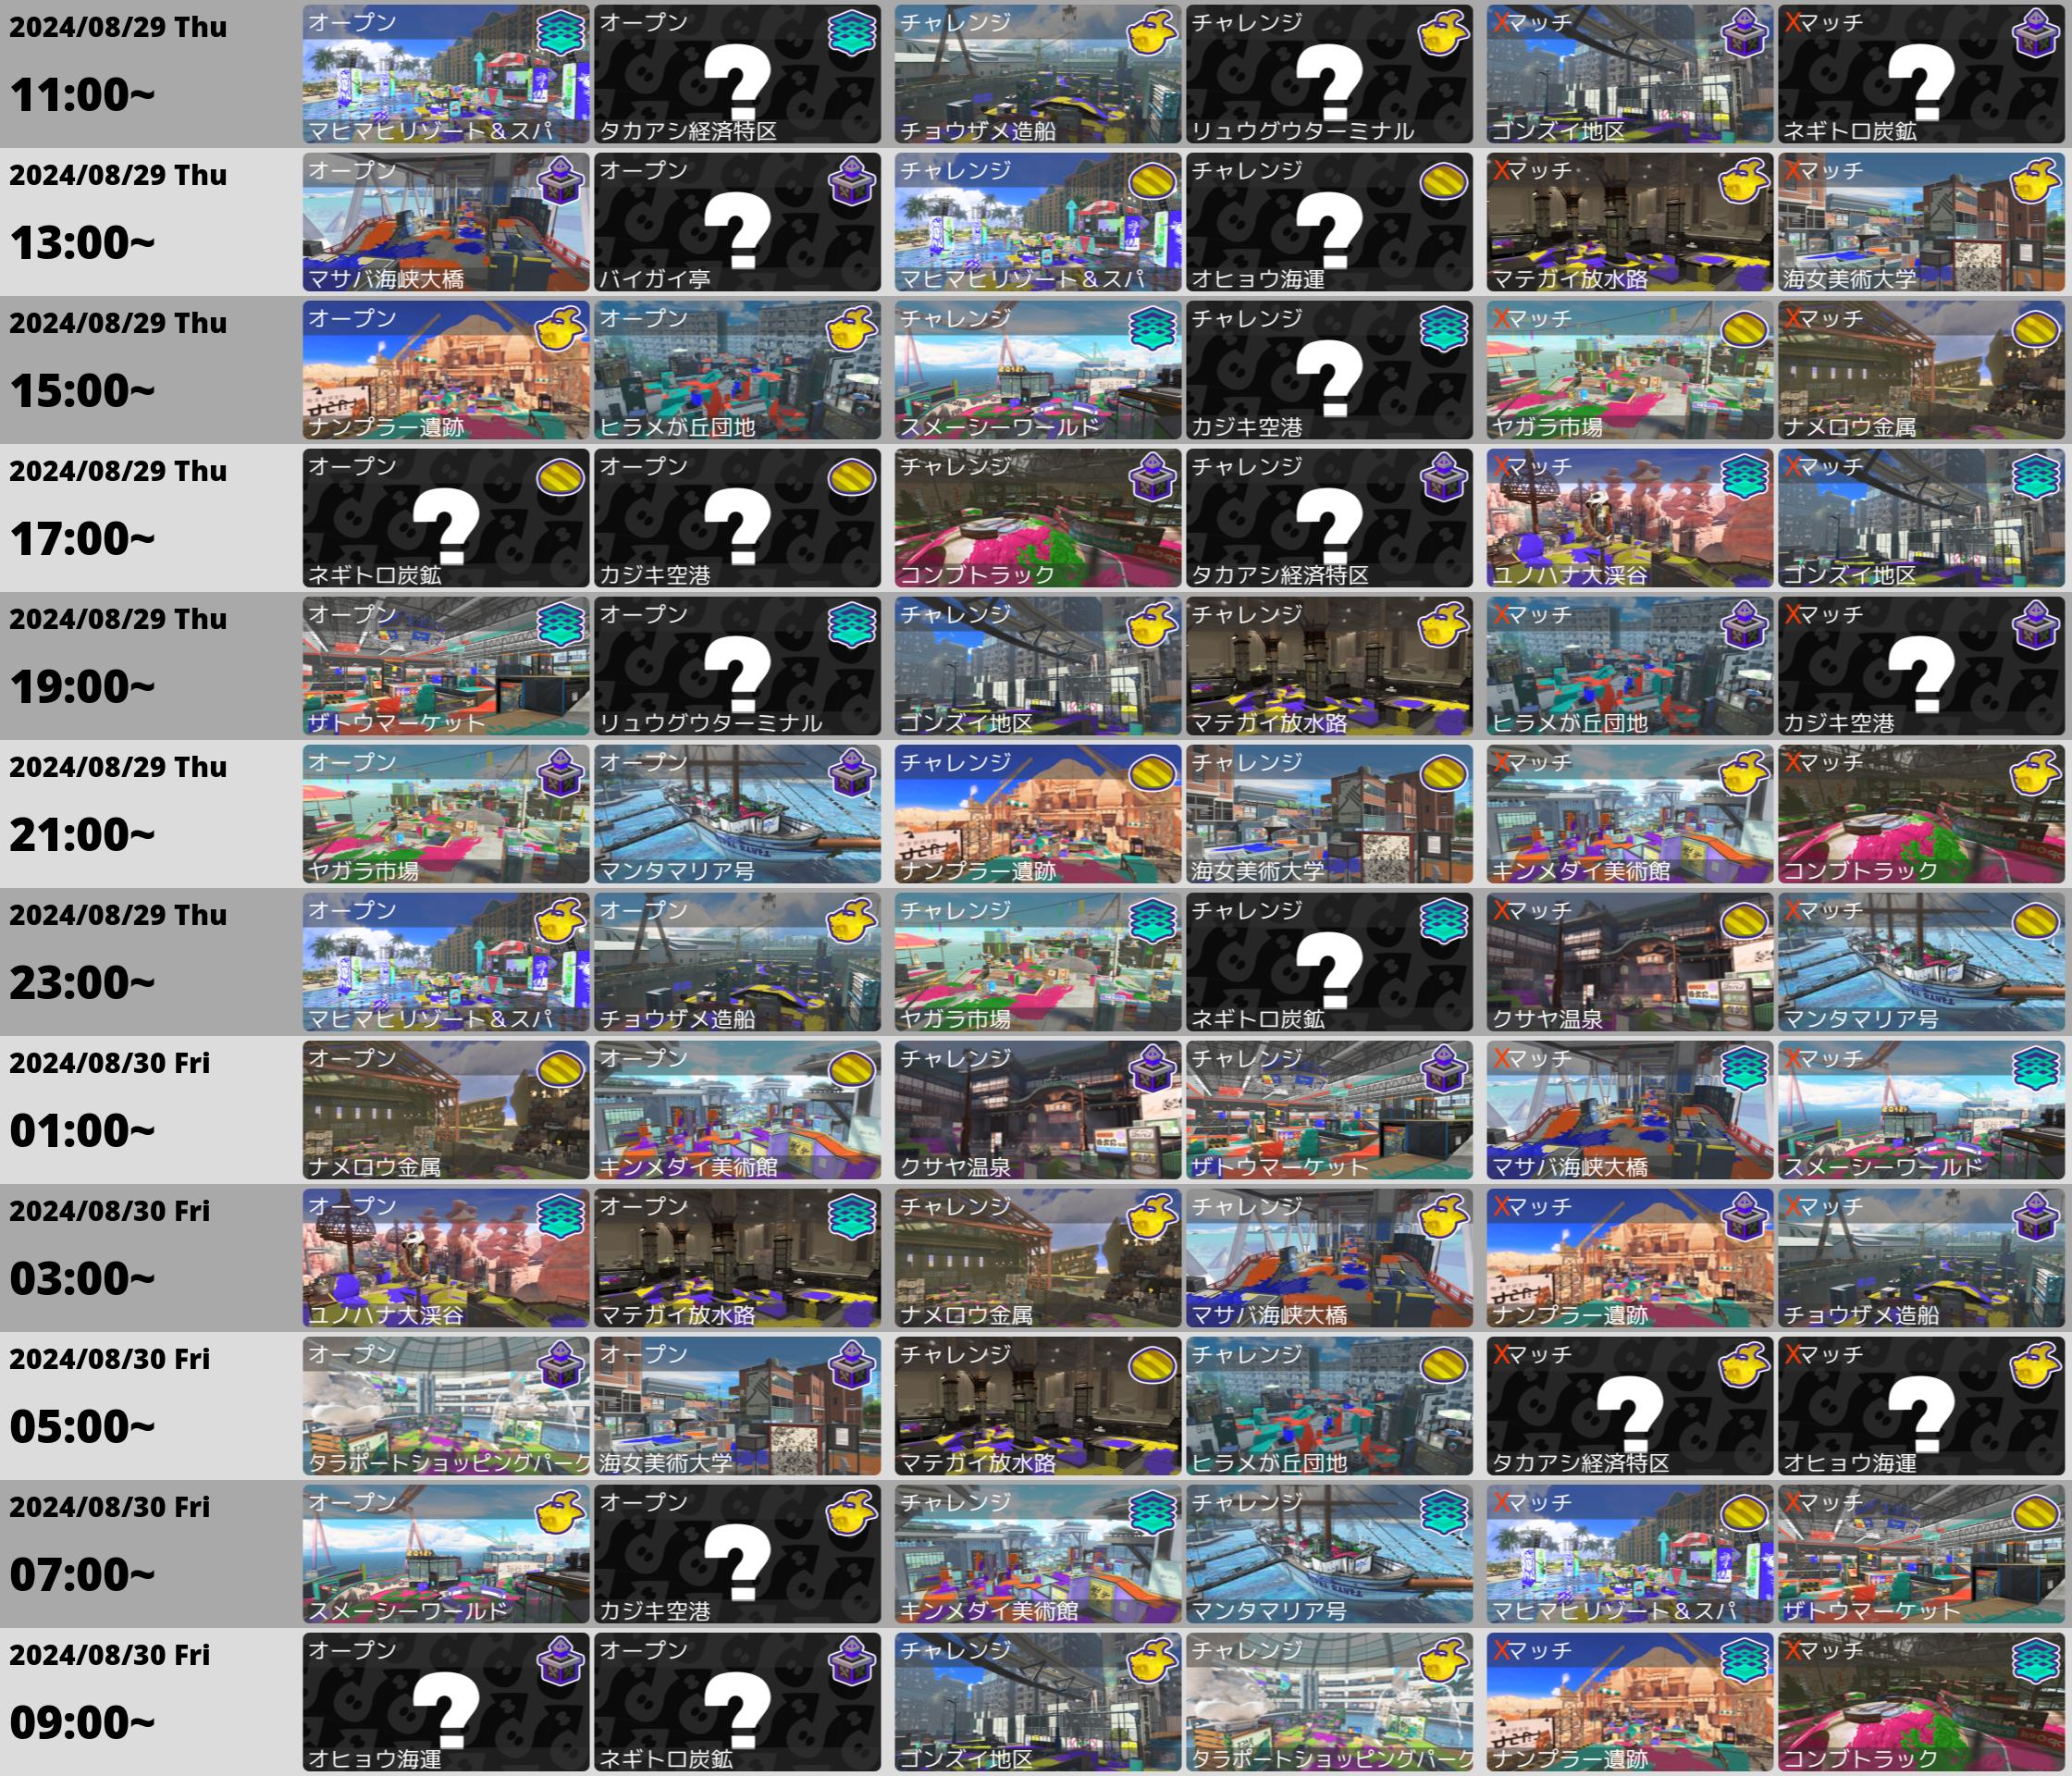 2024/08/29 Thu
11:00~
オープン
マヒマヒリゾート＆スパ
オープン
タカアシ経済特区
チャレンジ
チョウザメ造船
チャレンジ
リュウグウターミナル
Xマッチ
ゴンズイ地区
Xマッチ
ネギトロ炭鉱
2024/08/29 Thu
13:00~
オープン
マサバ海峡大橋
オープン
バイガイ亭
チャレンジ
マヒマヒリゾート＆スパ
チャレンジ
オヒョウ海運
Xマッチ
マテガイ放水路
Xマッチ
海女美術大学
2024/08/29 Thu
15:00~
オープン
ナンプラー遺跡
オープン
ヒラメが丘団地
チャレンジ
スメーシーワールド
チャレンジ
カジキ空港
Xマッチ
ヤガラ市場
Xマッチ
ナメロウ金属
2024/08/29 Thu
17:00~
オープン
ネギトロ炭鉱
オープン
カジキ空港
チャレンジ
コンブトラック
チャレンジ
タカアシ経済特区
Xマッチ
ユノハナ大渓谷
Xマッチ
ゴンズイ地区
2024/08/29 Thu
19:00~
オープン
ザトウマーケット
オープン
リュウグウターミナル
チャレンジ
ゴンズイ地区
チャレンジ
マテガイ放水路
Xマッチ
ヒラメが丘団地
Xマッチ
カジキ空港
2024/08/29 Thu
21:00~
オープン
ヤガラ市場
オープン
マンタマリア号
チャレンジ
ナンプラー遺跡
チャレンジ
海女美術大学
Xマッチ
キンメダイ美術館
Xマッチ
コンブトラック
2024/08/29 Thu
23:00~
オープン
マヒマヒリゾート＆スパ
オープン
チョウザメ造船
チャレンジ
ヤガラ市場
チャレンジ
ネギトロ炭鉱
Xマッチ
クサヤ温泉
Xマッチ
マンタマリア号
2024/08/30 Fri
01:00~
オープン
ナメロウ金属
オープン
キンメダイ美術館
チャレンジ
クサヤ温泉
チャレンジ
ザトウマーケット
Xマッチ
マサバ海峡大橋
Xマッチ
スメーシーワールド
2024/08/30 Fri
03:00~
オープン
ユノハナ大渓谷
オープン
マテガイ放水路
チャレンジ
ナメロウ金属
チャレンジ
マサバ海峡大橋
Xマッチ
ナンプラー遺跡
Xマッチ
チョウザメ造船
2024/08/30 Fri
05:00~
オープン
タラポートショッピングパーク
オープン
海女美術大学
チャレンジ
マテガイ放水路
チャレンジ
ヒラメが丘団地
Xマッチ
タカアシ経済特区
Xマッチ
オヒョウ海運
2024/08/30 Fri
07:00~
オープン
スメーシーワールド
オープン
カジキ空港
チャレンジ
キンメダイ美術館
チャレンジ
マンタマリア号
Xマッチ
マヒマヒリゾート＆スパ
Xマッチ
ザトウマーケット
2024/08/30 Fri
09:00~
オープン
オヒョウ海運
オープン
ネギトロ炭鉱
チャレンジ
ゴンズイ地区
チャレンジ
タラポートショッピングパーク
Xマッチ
ナンプラー遺跡
Xマッチ
コンブトラック